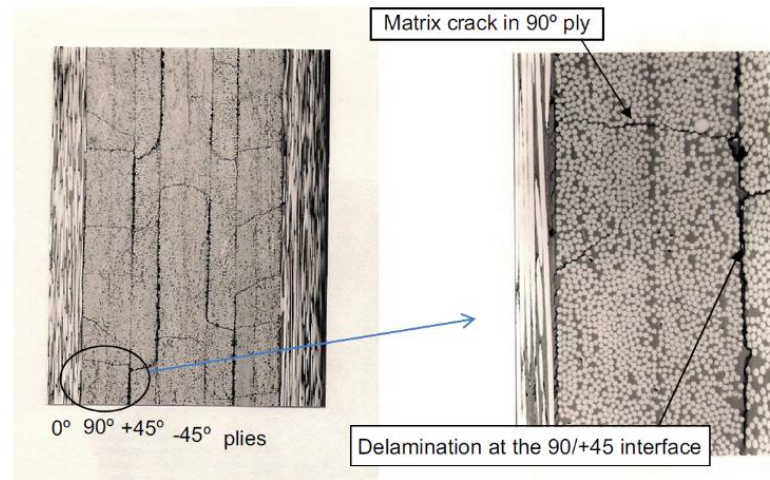 Matrix crack in 90º ply
0º 90º +45º -45º plies
Delamination at the 90/+45 interface